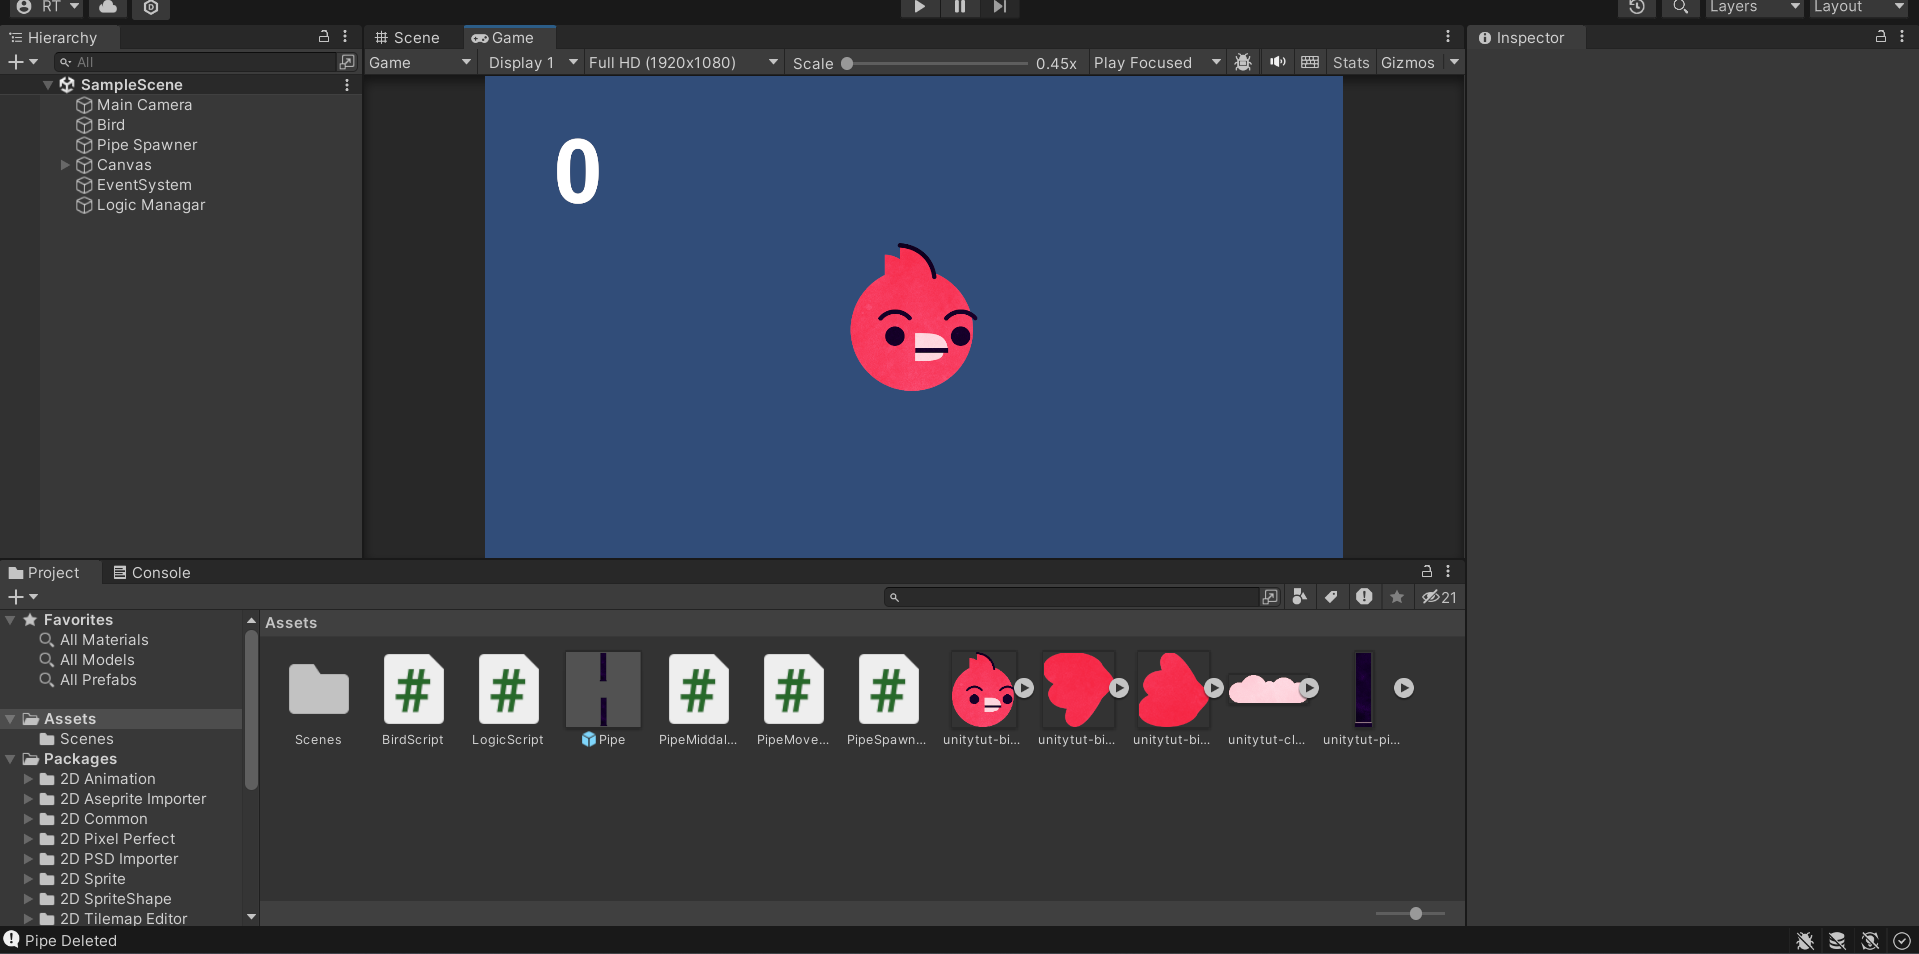 RT Layers Layout
Hierarchy Scene Game Inspector
All Game Display 1 Full HD (1920x1080) Scale 0.45x Play Focused Stats Gizmos
SampleScene
Main Camera
Bird
Pipe Spawner
Canvas
EventSystem
Logic Managar
0
Project Console
21
Favorites
All Materials
All Models
All Prefabs
Assets
Scenes
Packages
2D Animation
2D Aseprite Importer
2D Common
2D Pixel Perfect
2D PSD Importer
2D Sprite
2D SpriteShape
2D Tilemap Editor
Assets
Scenes BirdScript LogicScript Pipe PipeMiddal... PipeMove... PipeSpawn... unitytut-bi... unitytut-bi... unitytut-bi... unitytut-cl... unitytut-pi...
Pipe Deleted